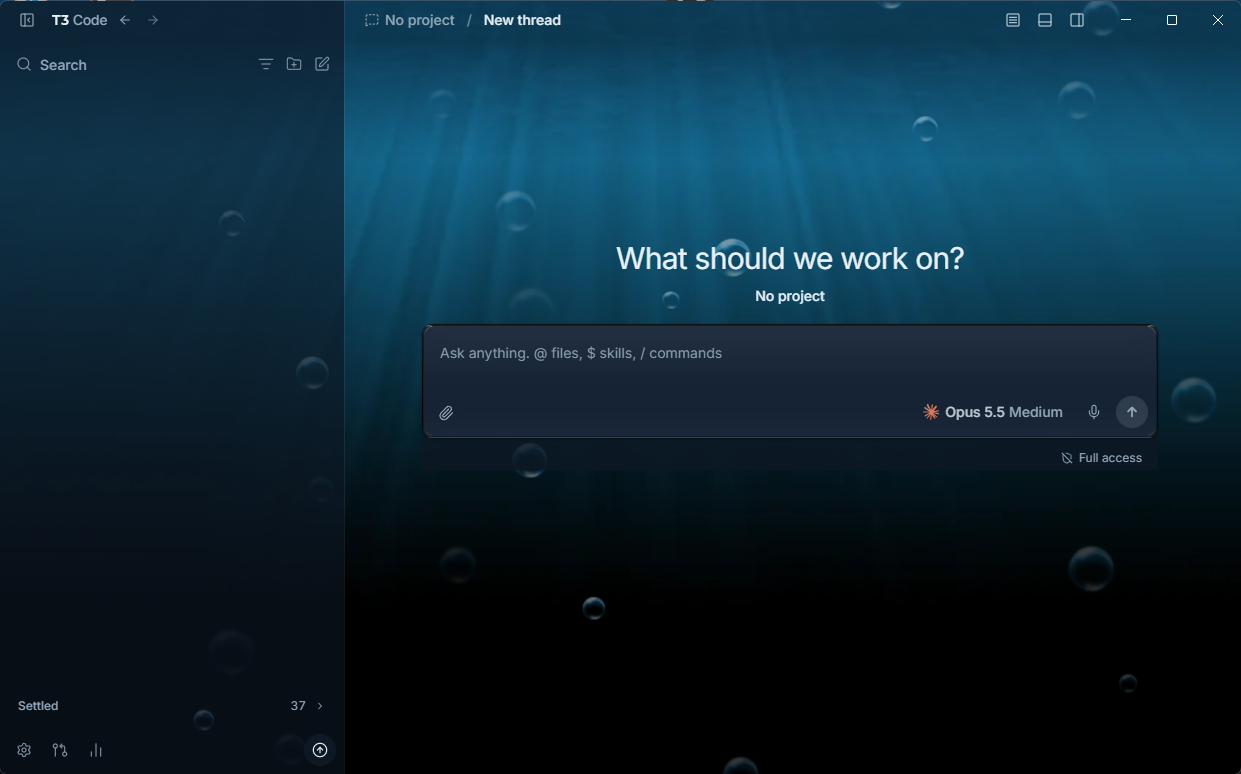 T3 Code
No project / New thread
Search
What should we work on?
No project
Ask anything. @ files, $ skills, / commands
Opus 5.5 Medium
Full access
Settled 37